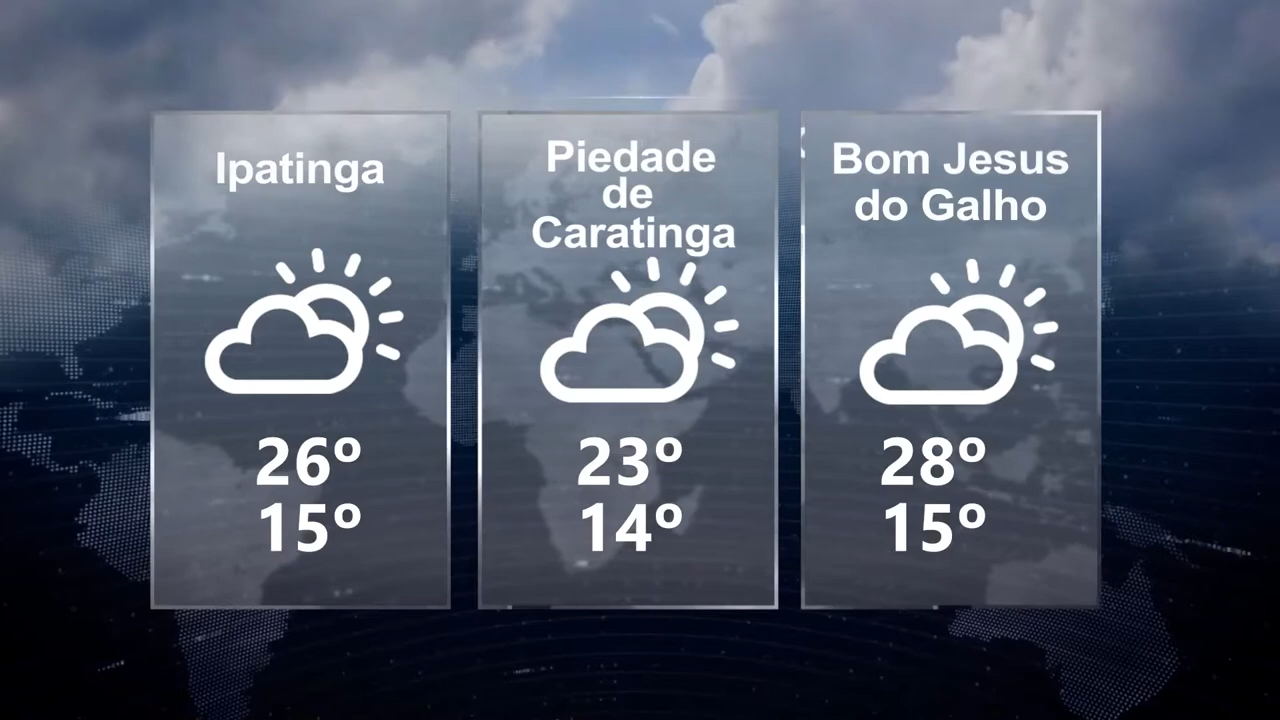 Ipatinga
26º
15º
Piedade
de
Caratinga
23º
14º
Bom Jesus
do Galho
28º
15º